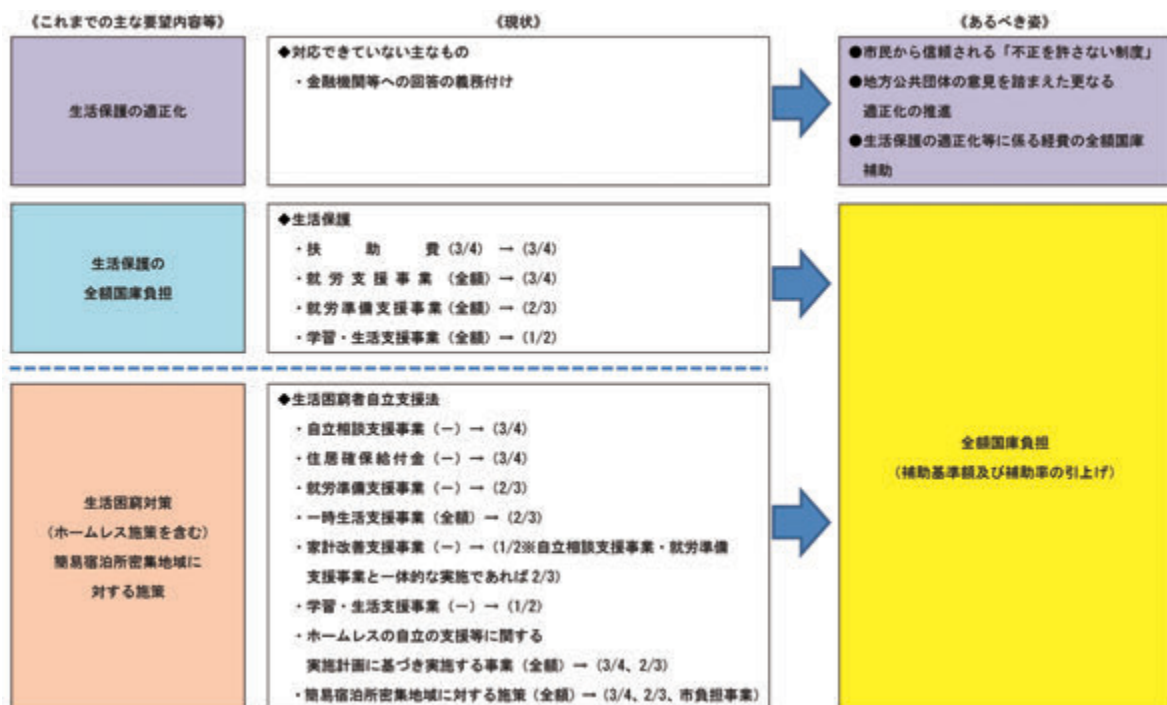 《これまでの主な要望内容等》
《現状》
《あるべき姿》
生活保護の適正化
◆対応できていない主なもの
・金融機関等への回答の義務付け
●市民から信頼される「不正を許さない制度」
●地方公共団体の意見を踏まえた更なる
適正化の推進
●生活保護の適正化等に係る経費の全額国庫
補助
生活保護の
全額国庫負担
◆生活保護
・扶助費(3/4) → (3/4)
・就労支援事業(全額) → (3/4)
・就労準備支援事業(全額) → (2/3)
・学習・生活支援事業(全額) → (1/2)
生活困窮対策
(ホームレス施策を含む)
簡易宿泊所密集地域に
対する施策
◆生活困窮者自立支援法
・自立相談支援事業(ー) → (3/4)
・住居確保給付金(ー) → (3/4)
・就労準備支援事業(ー) → (2/3)
・一時生活支援事業(全額) → (2/3)
・家計改善支援事業(ー) → (1/2※自立相談支援事業・就労準備
支援事業と一体的な実施であれば2/3)
・学習・生活支援事業(ー) → (1/2)
・ホームレスの自立の支援等に関する
実施計画に基づき実施する事業(全額) → (3/4、2/3)
・簡易宿泊所密集地域に対する施策(全額) → (3/4、2/3、市負担事業)
全額国庫負担
(補助基準額及び補助率の引上げ)